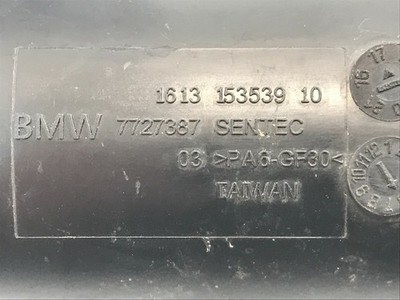 1613 153539 10
BMW 7727387 SENTEC
03 >PA6-GF30<
TAIWAN